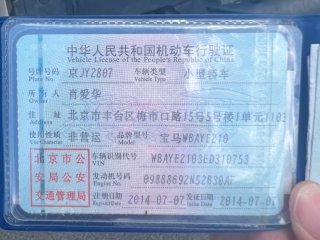 中华人民共和国机动车行驶证
Vehicle License of the People's Republic of China
号牌号码 京JY2807 车辆类型 小型轿车
Plate No. Vehicle Type
所有人 肖爱华
Owner
住址 北京市丰台区梅市口路15号5号楼1单元1103
Address
使用性质 非营运 品牌型号 宝马WBAYE210
Use Character Model
北京市公安局公安交通管理局
车辆识别代号 WBAYE2103ED310753
VIN
发动机号码 09888692N52B30AF
Engine No.
注册日期 2014-07-07 发证日期 2014-07-07
Register Date Issue Date